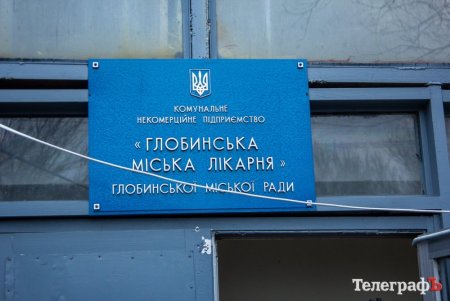 КОМУНАЛЬНЕ
НЕКОМЕРЦІЙНЕ ПІДПРИЄМСТВО
«ГЛОБИНСЬКА
МІСЬКА ЛІКАРНЯ»
ГЛОБИНСЬКОЇ МІСЬКОЇ РАДИ
ТелеграфЪ